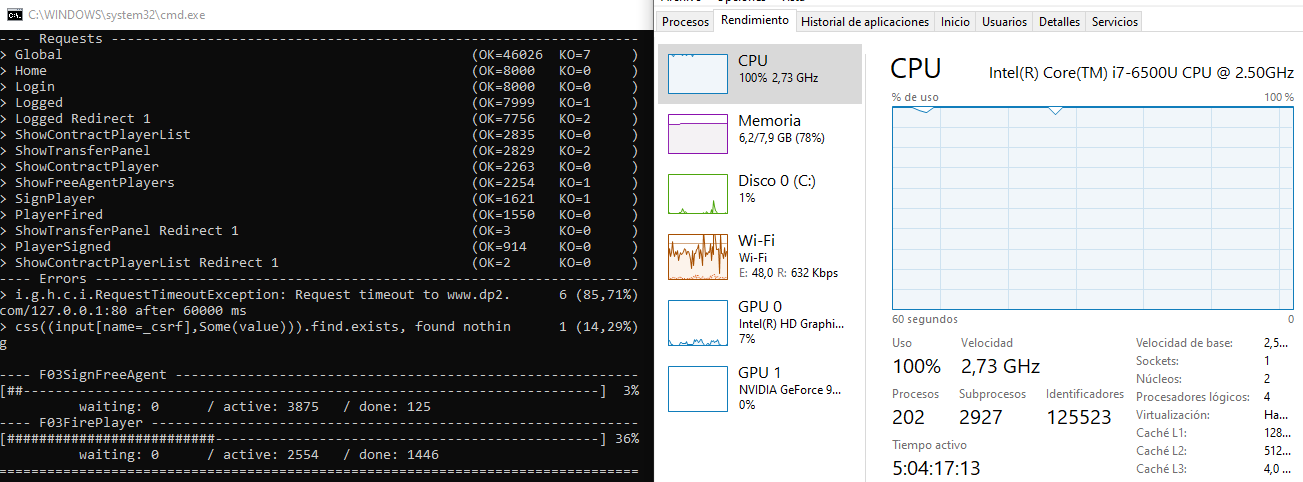 C:\WINDOWS\system32\cmd.exe
---- Requests ------------------------------------------------------------------
> Global (OK=46026 KO=7 )
> Home (OK=8000 KO=0 )
> Login (OK=8000 KO=0 )
> Logged (OK=7999 KO=1 )
> Logged Redirect 1 (OK=7756 KO=2 )
> ShowContractPlayerList (OK=2835 KO=0 )
> ShowTransferPanel (OK=2829 KO=2 )
> ShowContractPlayer (OK=2263 KO=0 )
> ShowFreeAgentPlayers (OK=2254 KO=1 )
> SignPlayer (OK=1621 KO=1 )
> PlayerFired (OK=1550 KO=0 )
> ShowTransferPanel Redirect 1 (OK=3 KO=0 )
> PlayerSigned (OK=914 KO=0 )
> ShowContractPlayerList Redirect 1 (OK=2 KO=0 )
---- Errors --------------------------------------------------------------------
> i.g.h.c.i.RequestTimeoutException: Request timeout to www.dp2. 6 (85,71%)
com/127.0.0.1:80 after 60000 ms
> css((input[name=_csrf],Some(value))).find.exists, found nothin 1 (14,29%)
g
---- F03SignFreeAgent ----------------------------------------------------------
[##--------------------------------------------------------------------------] 3%
waiting: 0 / active: 3875 / done: 125
---- F03FirePlayer -------------------------------------------------------------
[##########################--------------------------------------------------] 36%
waiting: 0 / active: 2554 / done: 1446
================================================================================
Procesos Rendimiento Historial de aplicaciones Inicio Usuarios Detalles Servicios
CPU
100% 2,73 GHz
Memoria
6,2/7,9 GB (78%)
Disco 0 (C:)
1%
Wi-Fi
Wi-Fi
E: 48,0 R: 632 Kbps
GPU 0
Intel(R) HD Graphi...
7%
GPU 1
NVIDIA GeForce 9...
0%
CPU Intel(R) Core(TM) i7-6500U CPU @ 2.50GHz
% de uso 100 %
60 segundos 0
Uso Velocidad
100% 2,73 GHz
Procesos Subprocesos Identificadores
202 2927 125523
Tiempo activo
5:04:17:13
Velocidad de base: 2,5...
Sockets: 1
Núcleos: 2
Procesadores lógicos: 4
Virtualización: Ha...
Caché L1: 128...
Caché L2: 512...
Caché L3: 4,0 ...